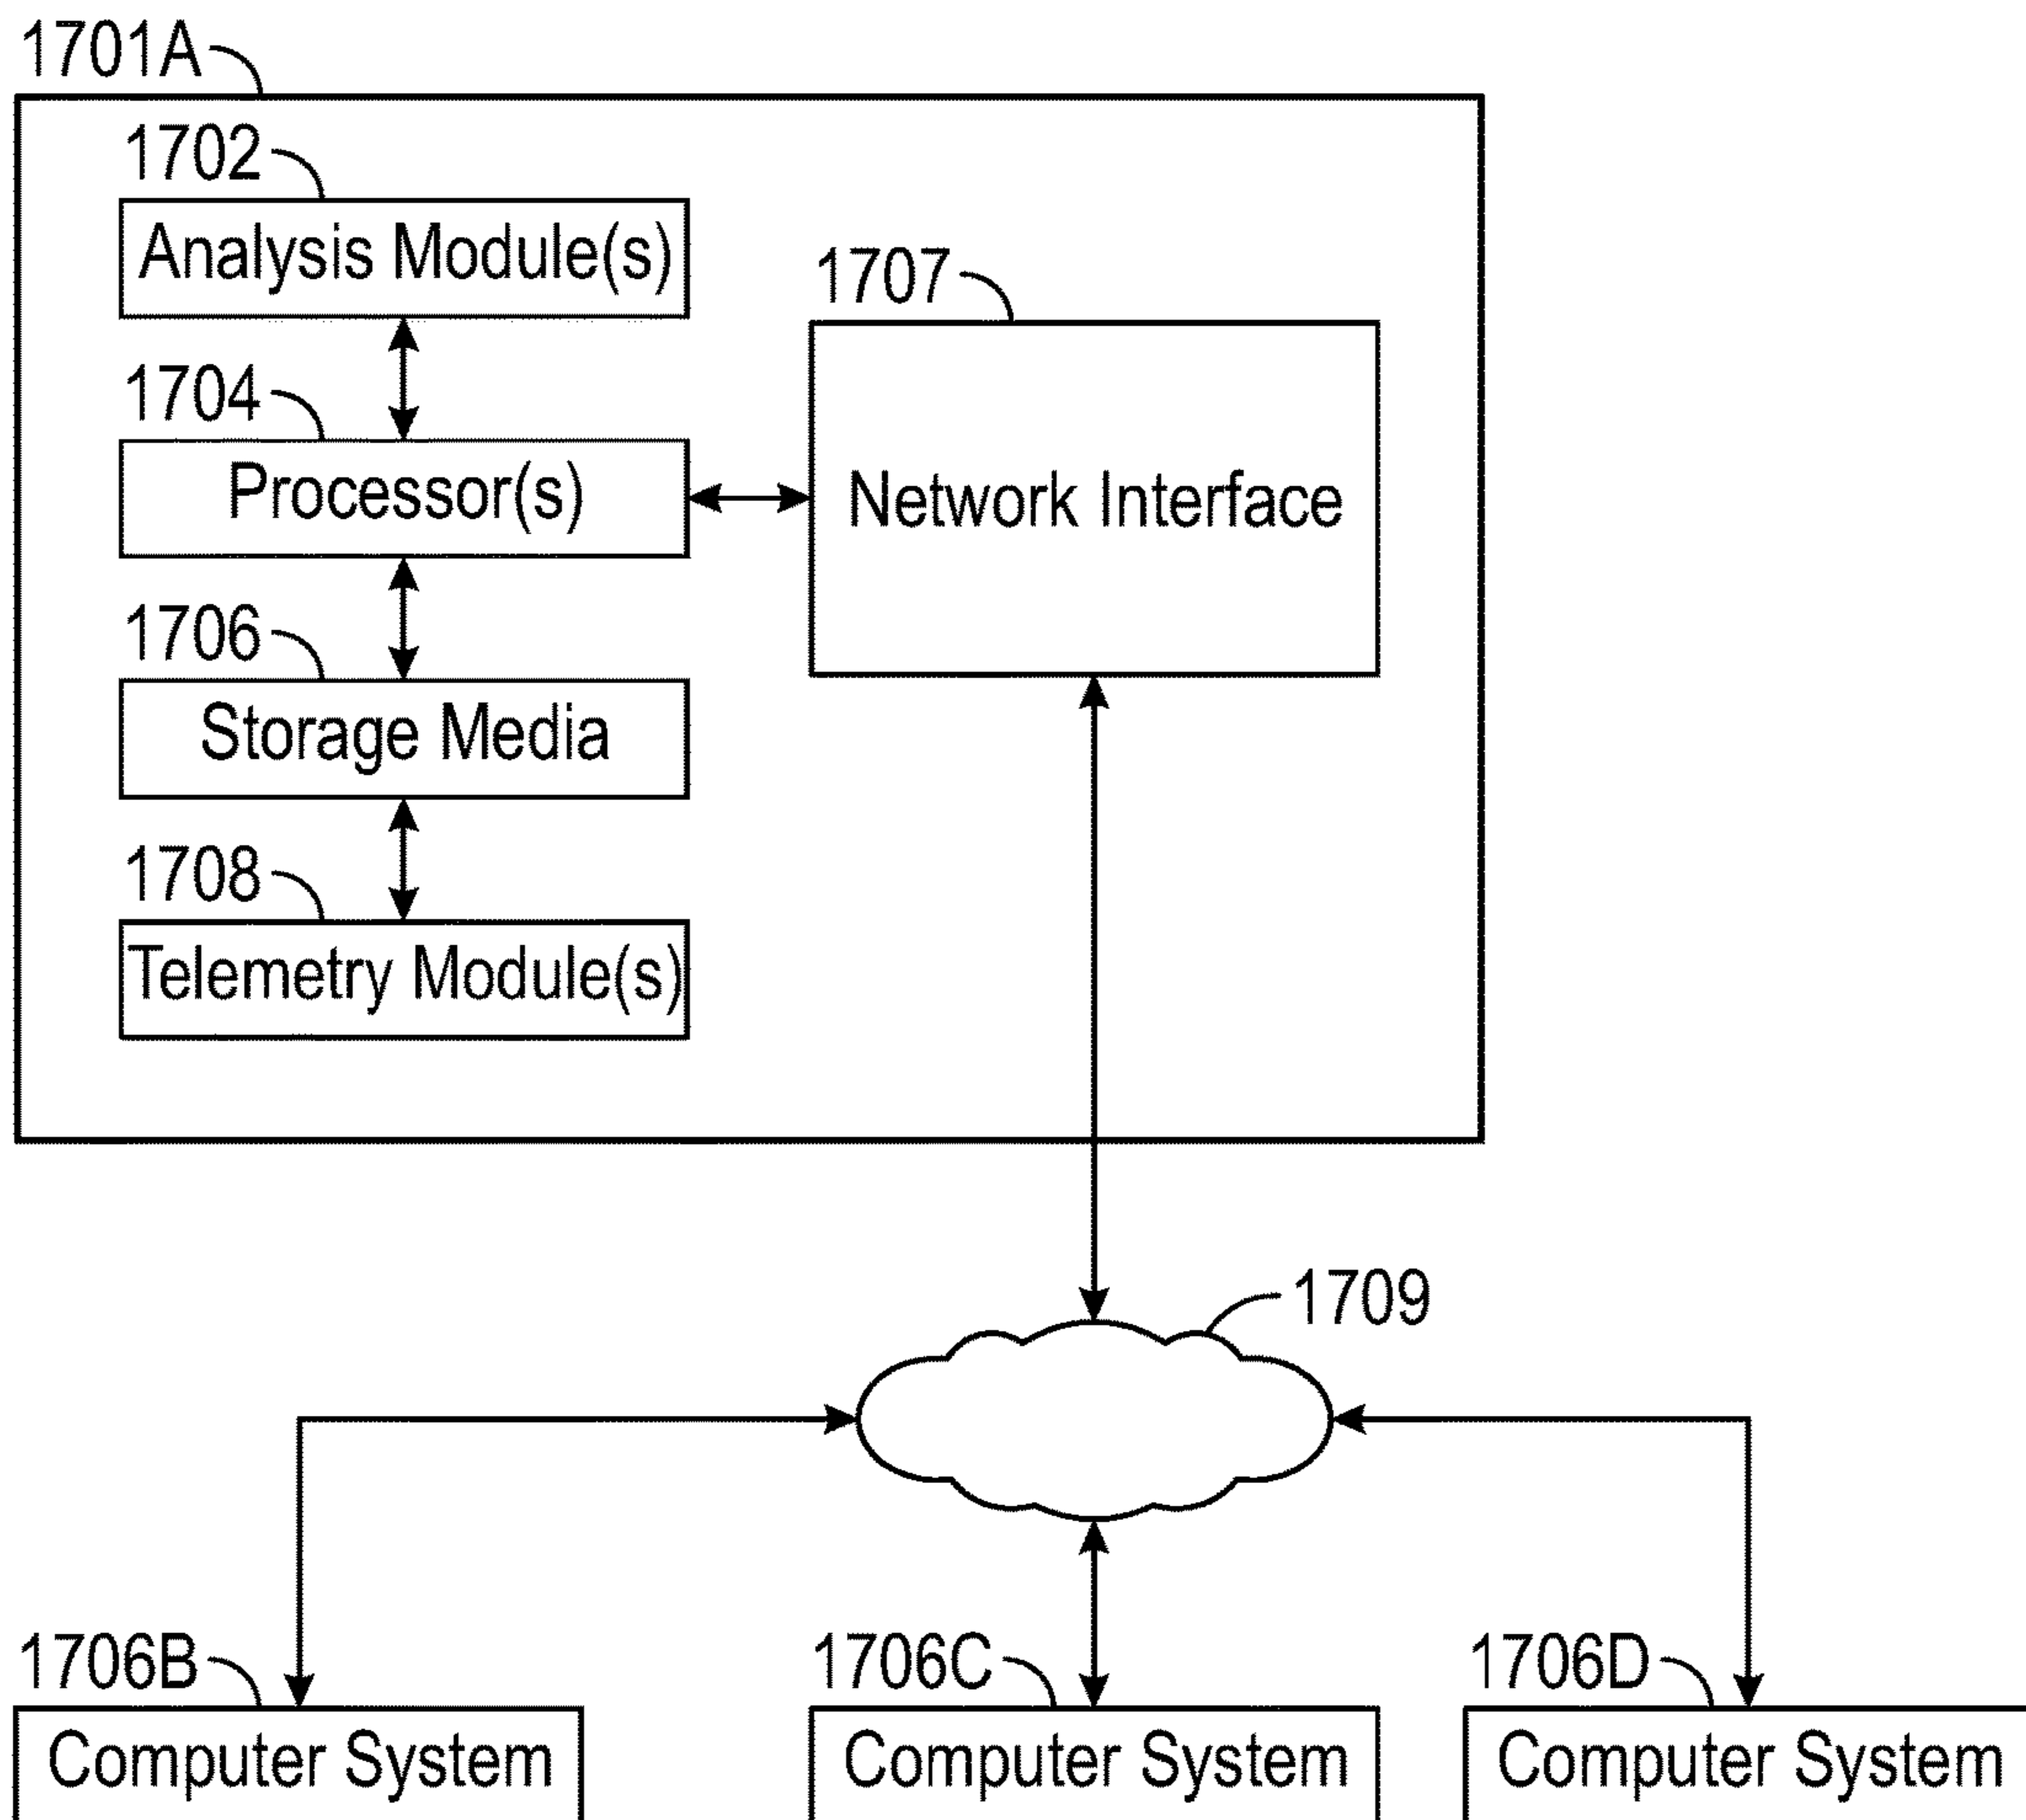 1701A
1702
Analysis Module(s)
1707
1704
Processor(s)
Network Interface
1706
Storage Media
1708
Telemetry Module(s)
1709
1706B
1706C
1706D
Computer System
Computer System
Computer System